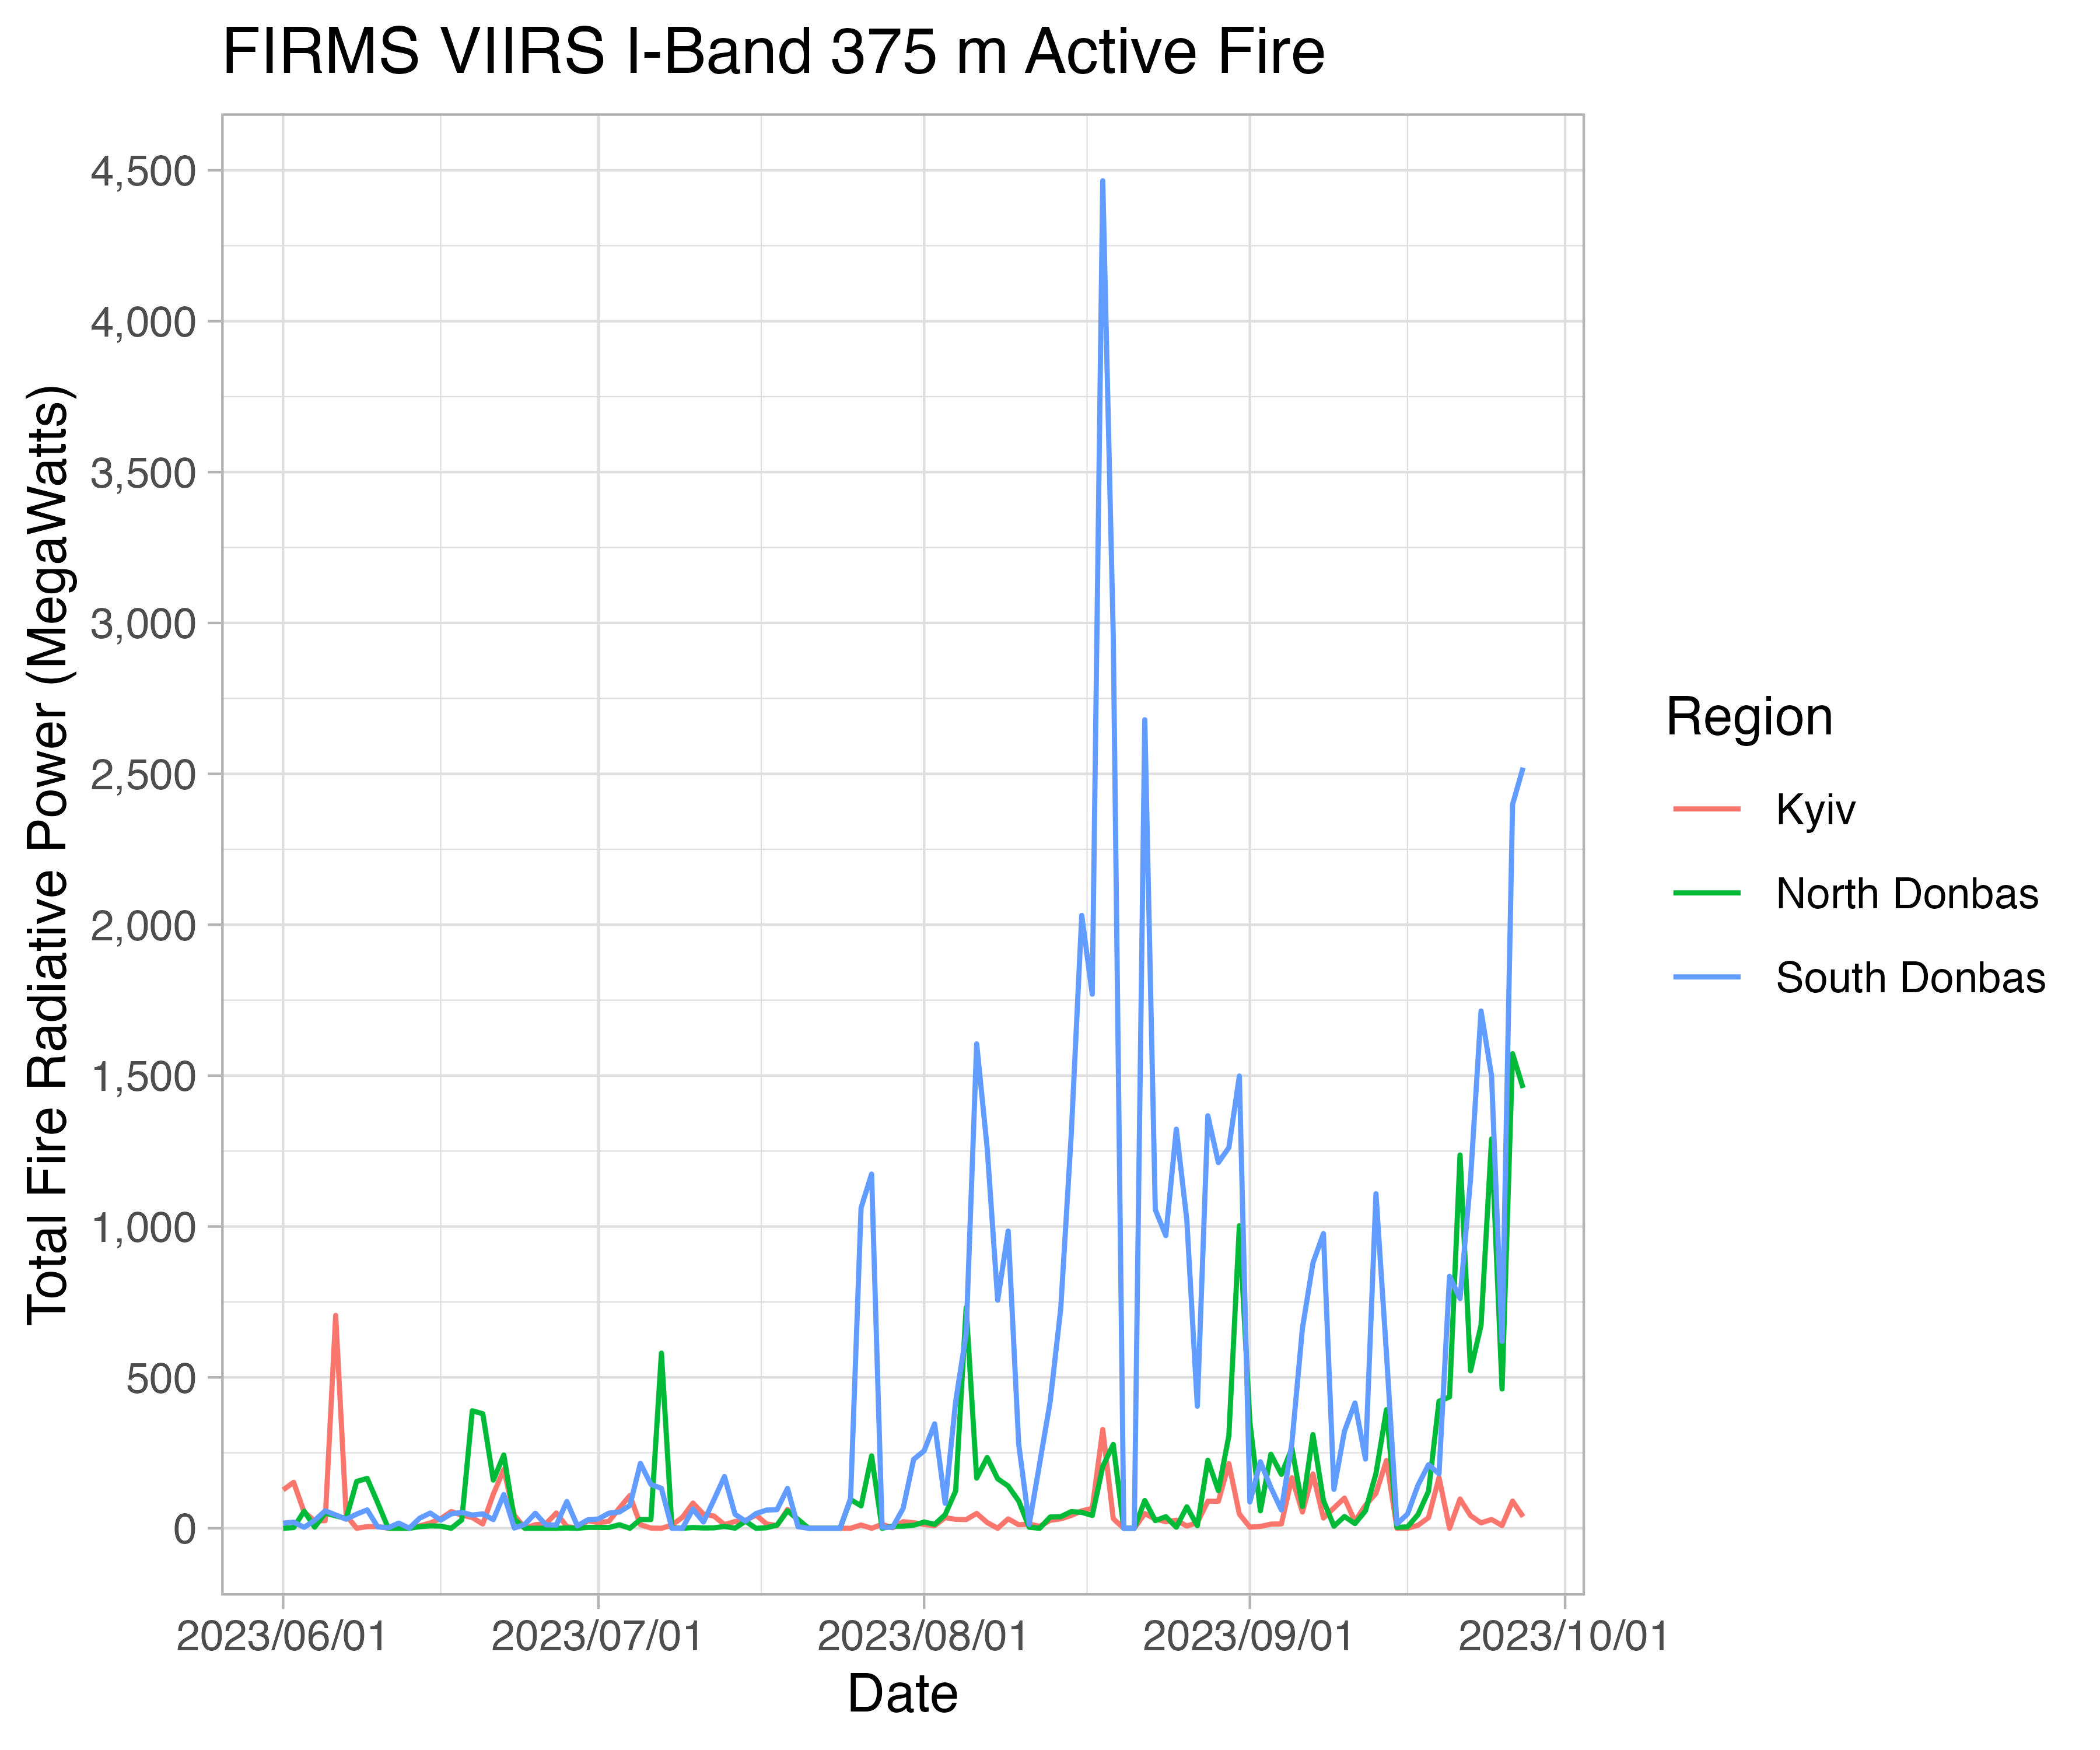 FIRMS VIIRS I-Band 375 m Active Fire
Total Fire Radiative Power (MegaWatts)
4,500
4,000
3,500
3,000
2,500
2,000
1,500
1,000
500
0
2023/06/01
2023/07/01
2023/08/01
2023/09/01
2023/10/01
Date
Region
Kyiv
North Donbas
South Donbas